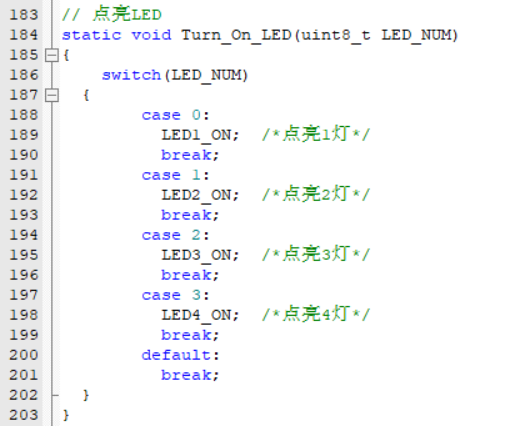 183 // 点亮LED
184 static void Turn_On_LED(uint8_t LED_NUM)
185 {
186     switch(LED_NUM)
187   {
188         case 0:
189           LED1_ON;  /*点亮1灯*/
190           break;
191         case 1:
192           LED2_ON;  /*点亮2灯*/
193           break;
194         case 2:
195           LED3_ON;  /*点亮3灯*/
196           break;
197         case 3:
198           LED4_ON;  /*点亮4灯*/
199           break;
200         default:
201           break;
202   }
203 }